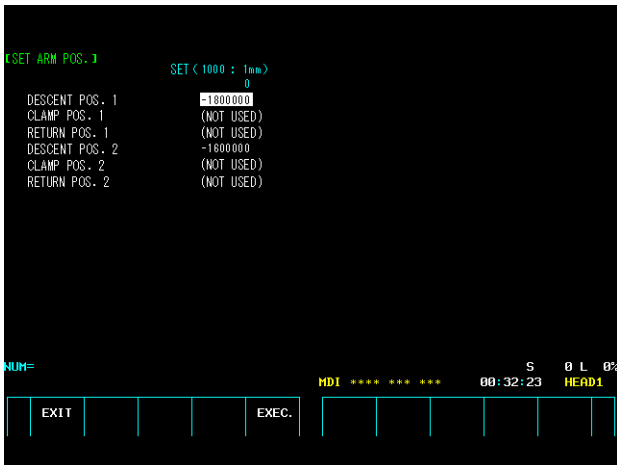 [SET ARM POS.]
SET(1000 : 1mm)
0
DESCENT POS. 1 -1800000
CLAMP POS. 1 (NOT USED)
RETURN POS. 1 (NOT USED)
DESCENT POS. 2 -1600000
CLAMP POS. 2 (NOT USED)
RETURN POS. 2 (NOT USED)
NUM=
S 0 L 0%
MDI **** *** *** 00:32:23 HEAD1
EXIT EXEC.